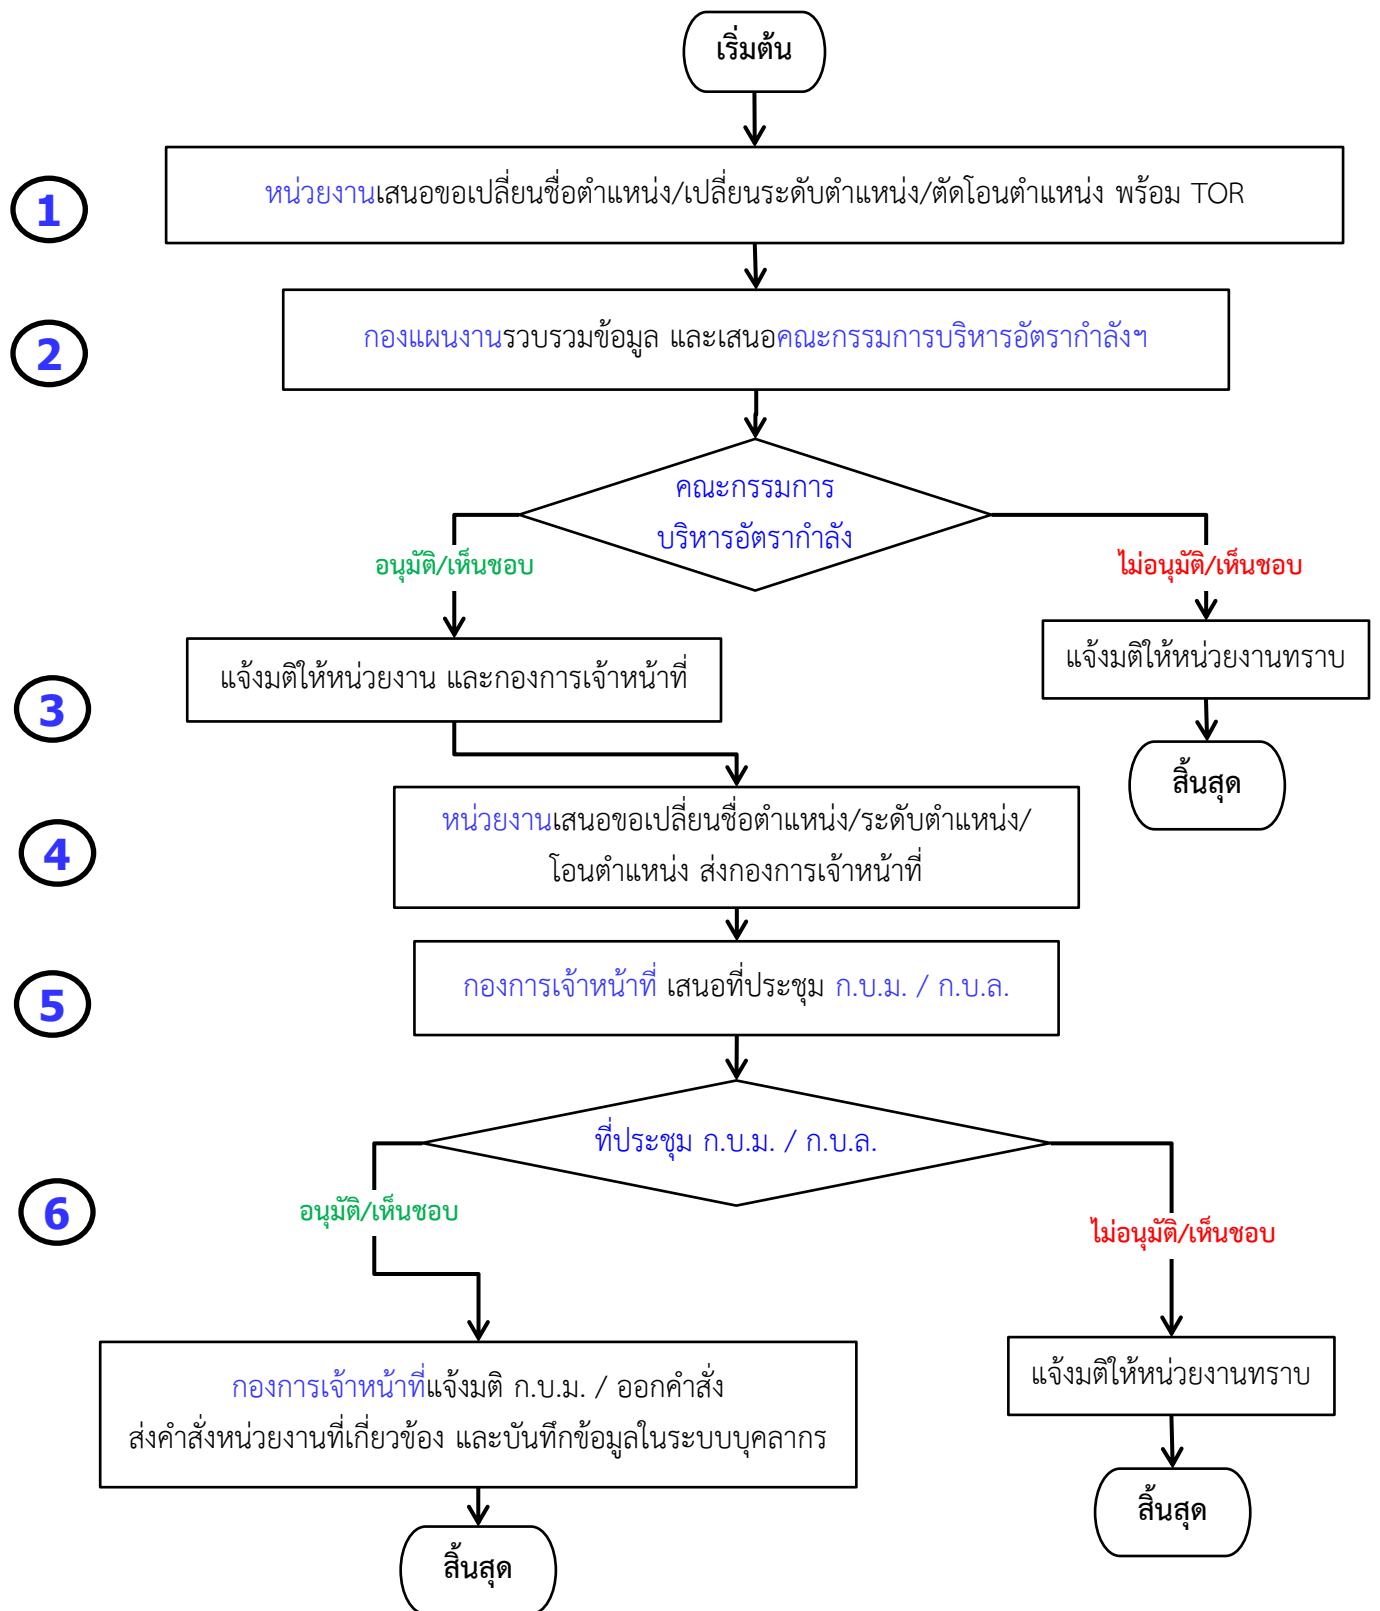 เริ่มต้น
1
หน่วยงานเสนอขอเปลี่ยนชื่อตำแหน่ง/เปลี่ยนระดับตำแหน่ง/ตัดโอนตำแหน่ง พร้อม TOR
2
กองแผนงานรวบรวมข้อมูล และเสนอคณะกรรมการบริหารอัตรากำลังฯ
คณะกรรมการ
บริหารอัตรากำลัง
อนุมัติ/เห็นชอบ
ไม่อนุมัติ/เห็นชอบ
3
แจ้งมติให้หน่วยงาน และกองการเจ้าหน้าที่
แจ้งมติให้หน่วยงานทราบ
สิ้นสุด
4
หน่วยงานเสนอขอเปลี่ยนชื่อตำแหน่ง/ระดับตำแหน่ง/
โอนตำแหน่ง ส่งกองการเจ้าหน้าที่
5
กองการเจ้าหน้าที่ เสนอที่ประชุม ก.บ.ม. / ก.บ.ล.
ที่ประชุม ก.บ.ม. / ก.บ.ล.
6
อนุมัติ/เห็นชอบ
ไม่อนุมัติ/เห็นชอบ
กองการเจ้าหน้าที่แจ้งมติ ก.บ.ม. / ออกคำสั่ง
ส่งคำสั่งหน่วยงานที่เกี่ยวข้อง และบันทึกข้อมูลในระบบบุคลากร
แจ้งมติให้หน่วยงานทราบ
สิ้นสุด
สิ้นสุด